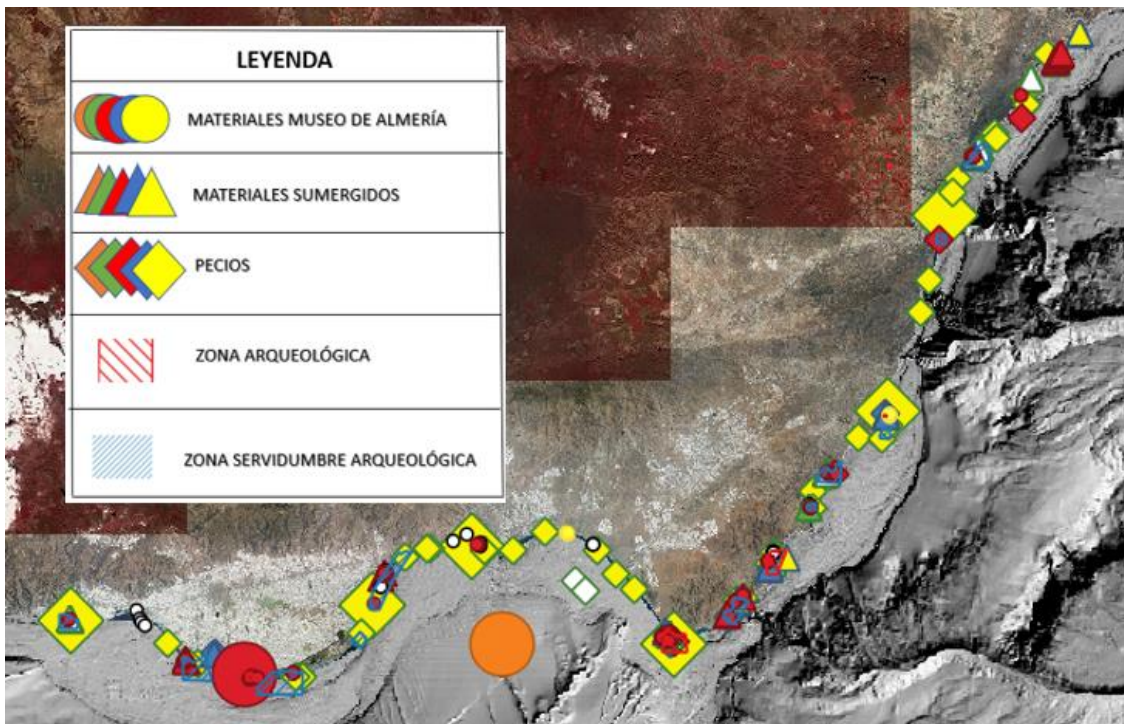 LEYENDA
MATERIALES MUSEO DE ALMERÍA
MATERIALES SUMERGIDOS
PECIOS
ZONA ARQUEOLÓGICA
ZONA SERVIDUMBRE ARQUEOLÓGICA